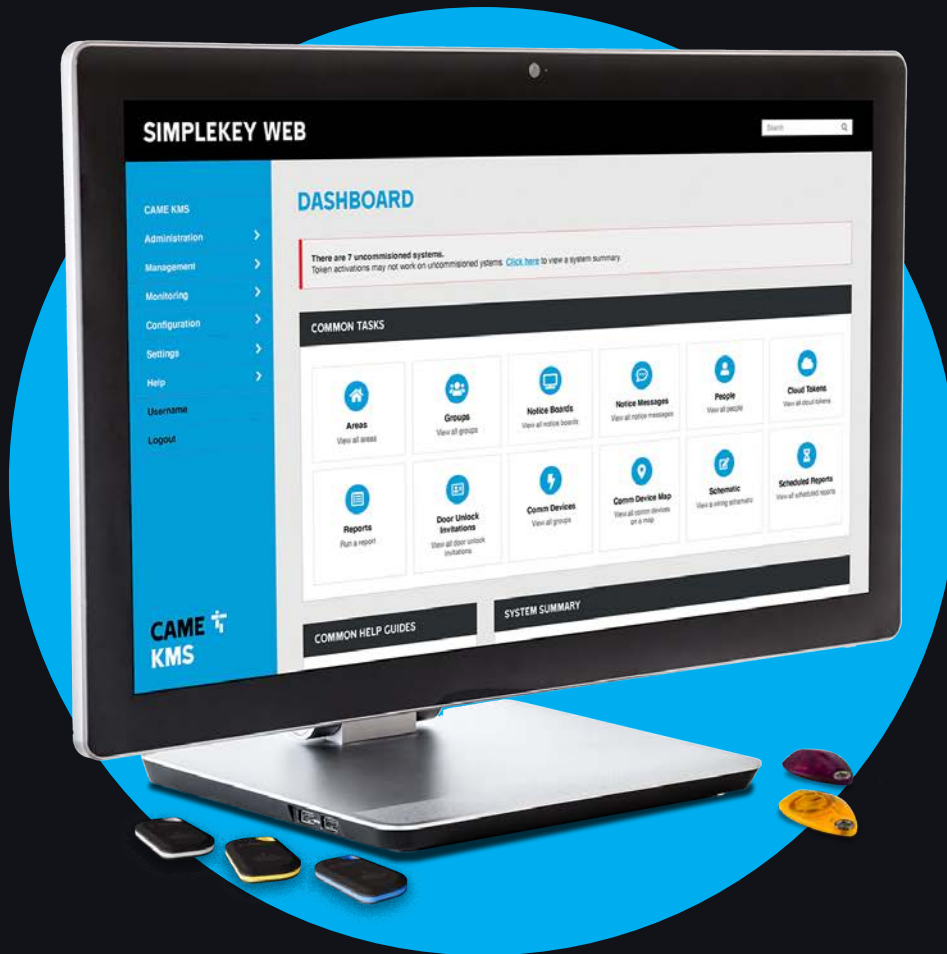 SIMPLEKEY WEB
Search
CAME KMS
Administration
Management
Monitoring
Configuration
Settings
Help
Username
Logout
CAME
KMS
DASHBOARD
There are 7 uncommisioned systems.
Token activations may not work on uncommisioned ystems. Click here to view a system summary.
COMMON TASKS
Areas
View all areas
Groups
View all groups
Notice Boards
View all notice boards
Notice Messages
View all notice messages
People
View all people
Cloud Tokens
View all cloud tokens
Reports
Run a report
Door Unlock
Invitations
View all door unlock
invitations
Comm Devices
View all groups
Comm Device Map
View all comm devices
on a map
Schematic
View a wiring schematic
Scheduled Reports
View all scheduled reports
COMMON HELP GUIDES
SYSTEM SUMMARY